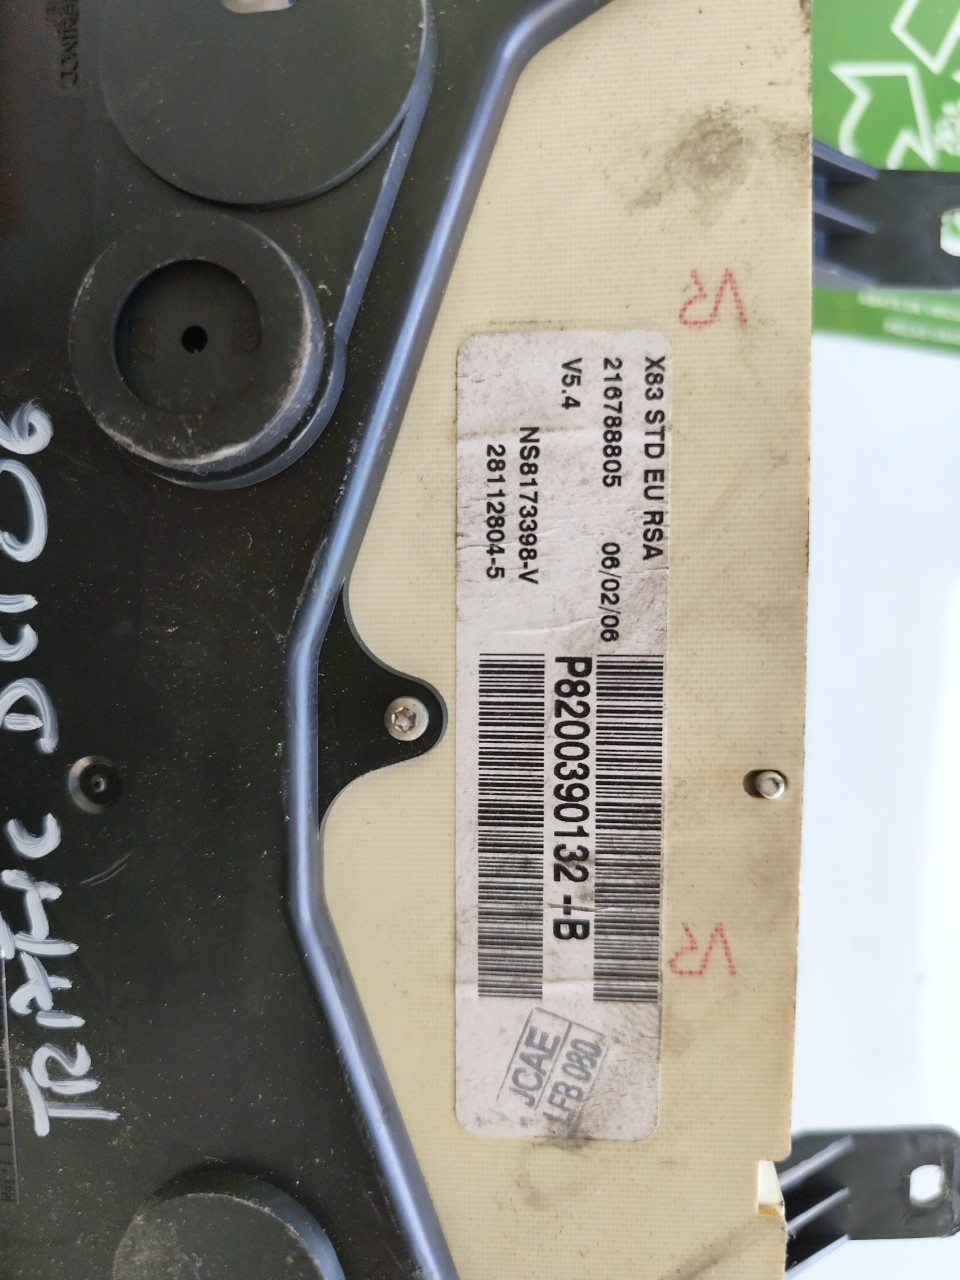 X83 STD EU RSA
216788805 06/02/06
V5.4
NS8173398-V
28112804-5
P8200390132 --B
JCAE
LFB 080
VR
VR
TRAFIC DCI 06